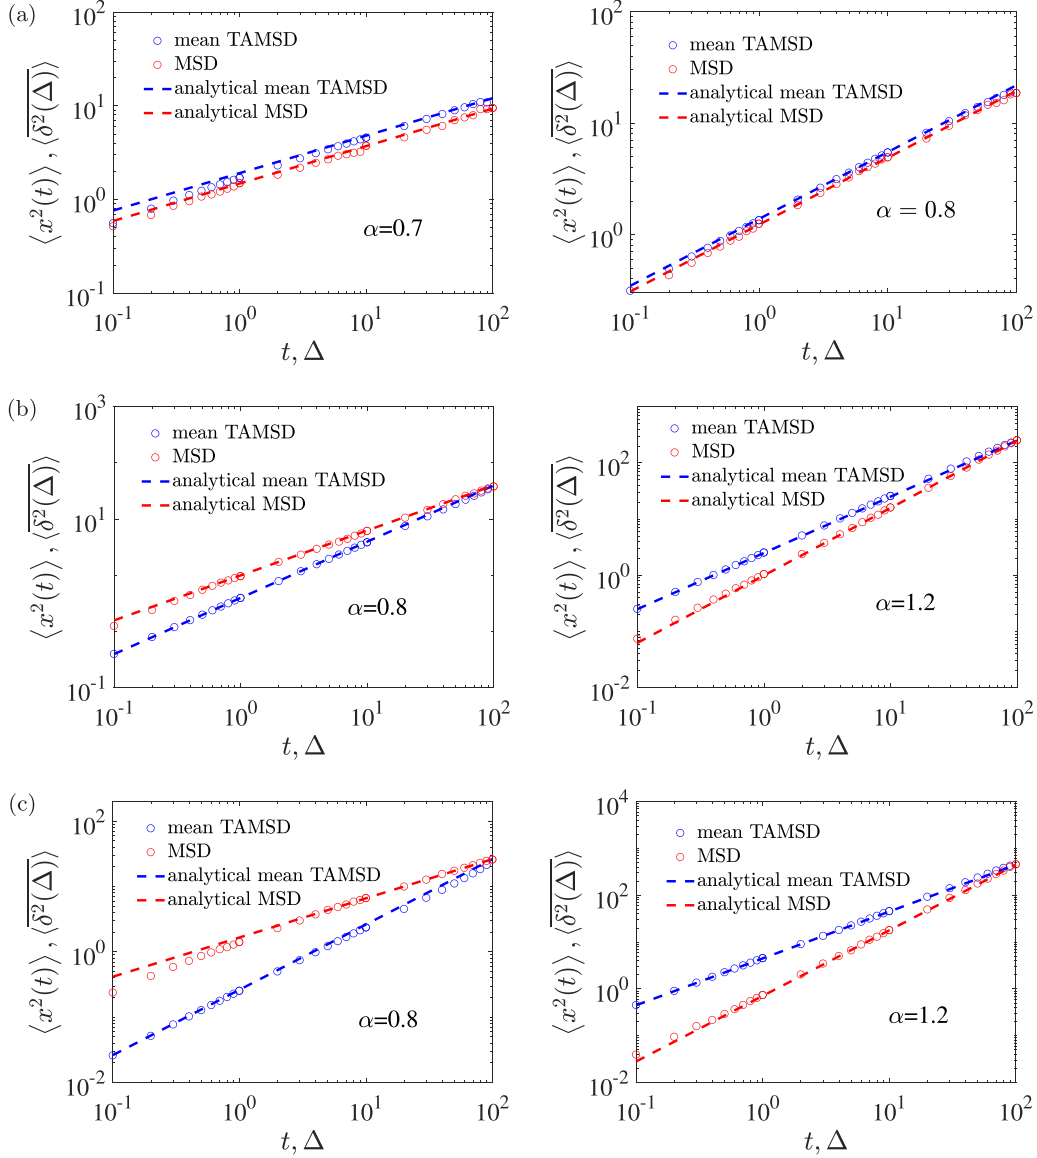 (a)
10²
10¹
10⁰
10⁻¹
⟨x²(t)⟩, ⟨δ²(Δ)⟩
mean TAMSD
MSD
analytical mean TAMSD
analytical MSD
α=0.7
10⁻¹ 10⁰ 10¹ 10²
t, Δ
10²
10¹
10⁰
⟨x²(t)⟩, ⟨δ²(Δ)⟩
mean TAMSD
MSD
analytical mean TAMSD
analytical MSD
α = 0.8
10⁻¹ 10⁰ 10¹ 10²
t, Δ
(b)
10³
10¹
10⁻¹
⟨x²(t)⟩, ⟨δ²(Δ)⟩
mean TAMSD
MSD
analytical mean TAMSD
analytical MSD
α=0.8
10⁻¹ 10⁰ 10¹ 10²
t, Δ
10²
10⁰
10⁻²
⟨x²(t)⟩, ⟨δ²(Δ)⟩
mean TAMSD
MSD
analytical mean TAMSD
analytical MSD
α=1.2
10⁻¹ 10⁰ 10¹ 10²
t, Δ
(c)
10²
10⁰
10⁻²
⟨x²(t)⟩, ⟨δ²(Δ)⟩
mean TAMSD
MSD
analytical mean TAMSD
analytical MSD
α=0.8
10⁻¹ 10⁰ 10¹ 10²
t, Δ
10⁴
10²
10⁰
10⁻²
⟨x²(t)⟩, ⟨δ²(Δ)⟩
mean TAMSD
MSD
analytical mean TAMSD
analytical MSD
α=1.2
10⁻¹ 10⁰ 10¹ 10²
t, Δ